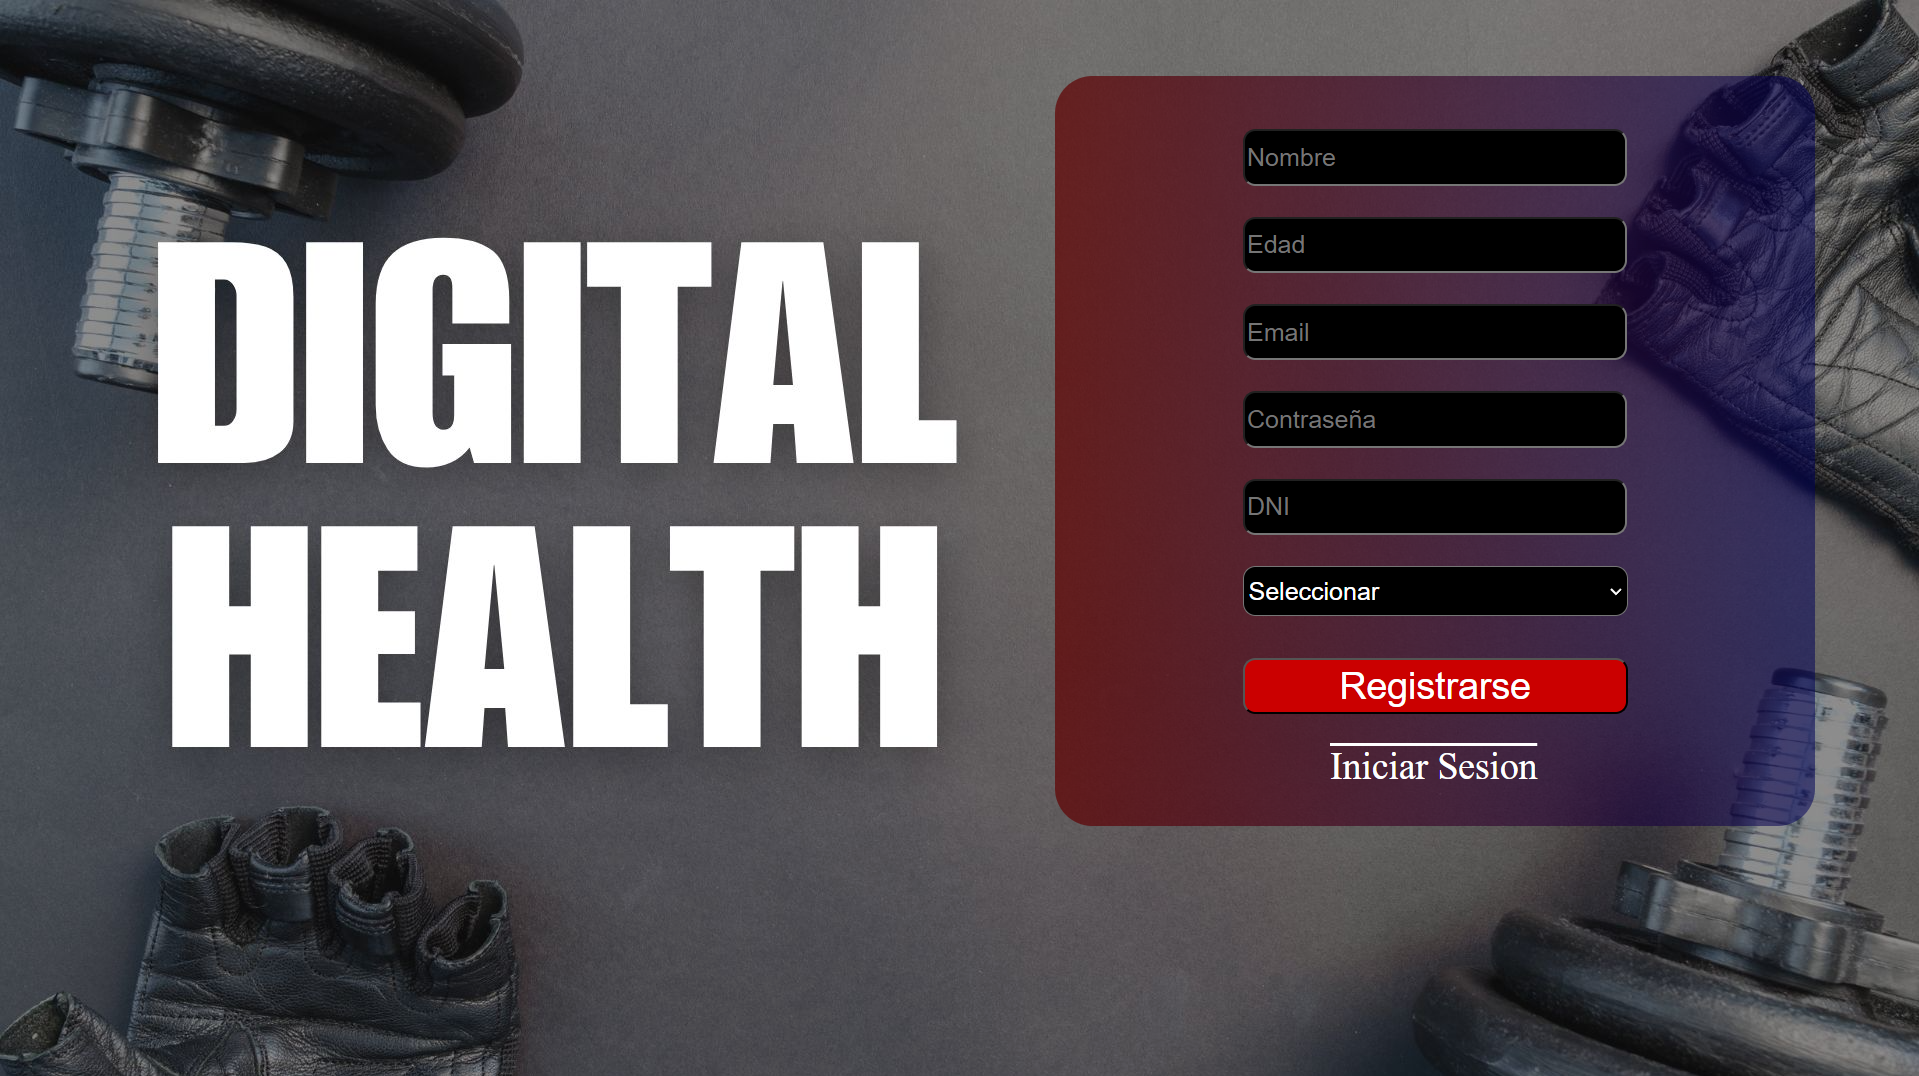 DIGITAL
HEALTH
Nombre
Edad
Email
Contraseña
DNI
Seleccionar
Registrarse
Iniciar Sesion